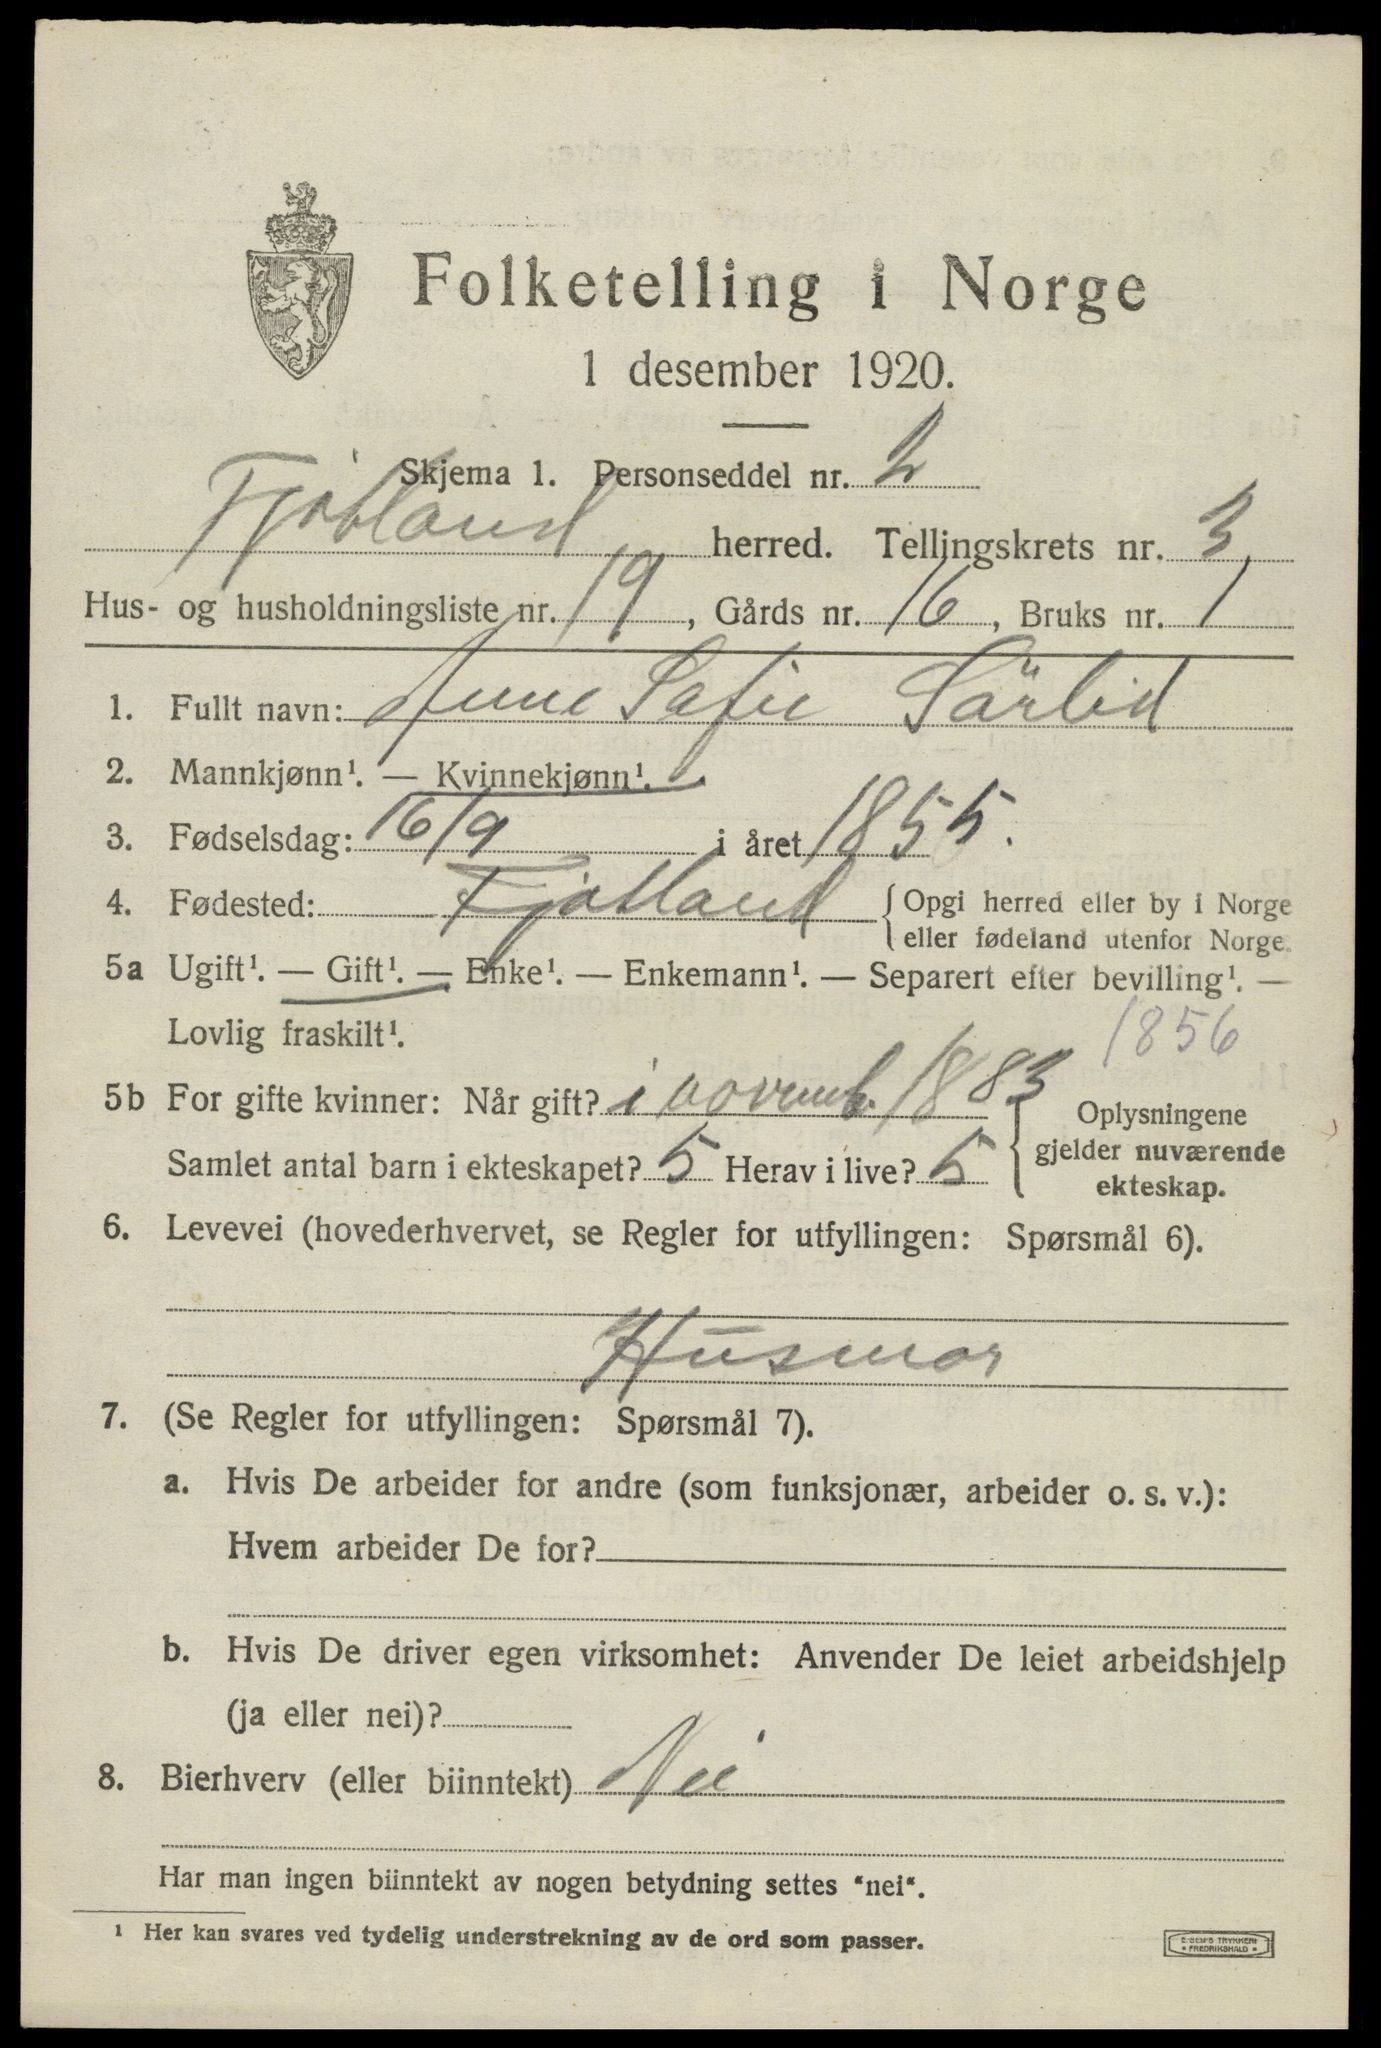 Folketelling i Norge
1 desember 1920.
Skjema 1. Personseddel nr. 2
Fjotland herred. Tellingskrets nr. 3
Hus- og husholdningsliste nr. 19, Gårds nr. 16, Bruks nr. 1
1. Fullt navn: Anne Sofie Särlid
2. Mannkjønn¹. — Kvinnekjønn¹.
3. Fødselsdag: 16/9 i året 1855.
4. Fødested: Fjotland { Opgi herred eller by i Norge
eller fødeland utenfor Norge.
5a Ugift¹. — Gift¹. — Enke¹. — Enkemann¹. — Separert efter bevilling¹. —
Lovlig fraskilt¹. 1856
5b For gifte kvinner: Når gift? i novemb. 1883
Samlet antal barn i ekteskapet? 5 Herav i live? 5
{ Oplysningene
gjelder nuværende
ekteskap.
6. Levevei (hovederhvervet, se Regler for utfyllingen: Spørsmål 6).
Husmor
7. (Se Regler for utfyllingen: Spørsmål 7).
a. Hvis De arbeider for andre (som funksjonær, arbeider o. s. v.):
Hvem arbeider De for?
b. Hvis De driver egen virksomhet: Anvender De leiet arbeidshjelp
(ja eller nei)?
8. Bierhverv (eller biinntekt) Nei
Har man ingen biinntekt av nogen betydning settes "nei".
¹ Her kan svares ved tydelig understrekning av de ord som passer.
E. SEM'S TRYKKERI
• FREDRIKSHALD •